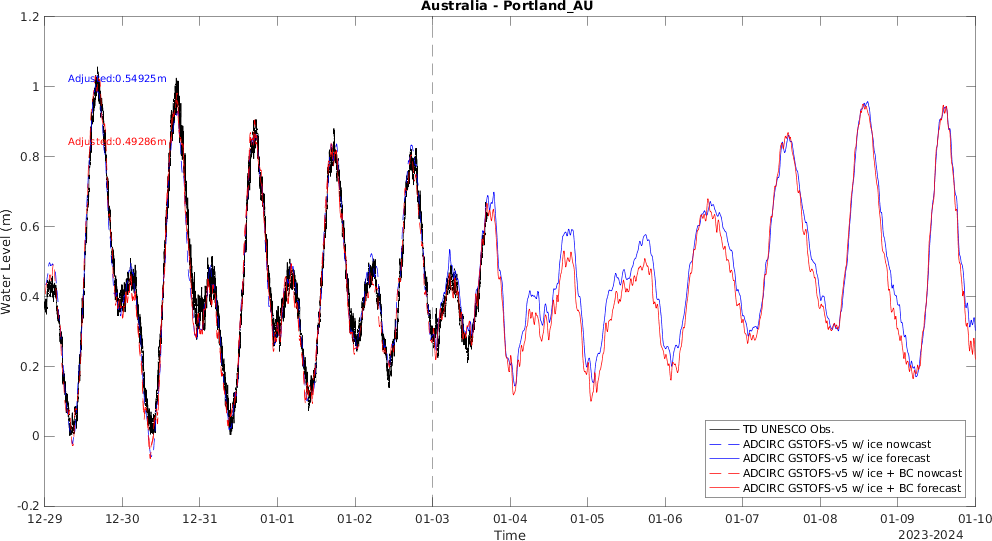 Australia - Portland_AU
1.2
1
0.8
0.6
0.4
0.2
0
-0.2
Water Level (m)
Adjusted:0.54925m
Adjusted:0.49286m
TD UNESCO Obs.
ADCIRC GSTOFS-v5 w/ ice nowcast
ADCIRC GSTOFS-v5 w/ ice forecast
ADCIRC GSTOFS-v5 w/ ice + BC nowcast
ADCIRC GSTOFS-v5 w/ ice + BC forecast
12-29 12-30 12-31 01-01 01-02 01-03 01-04 01-05 01-06 01-07 01-08 01-09 01-10
Time
2023-2024